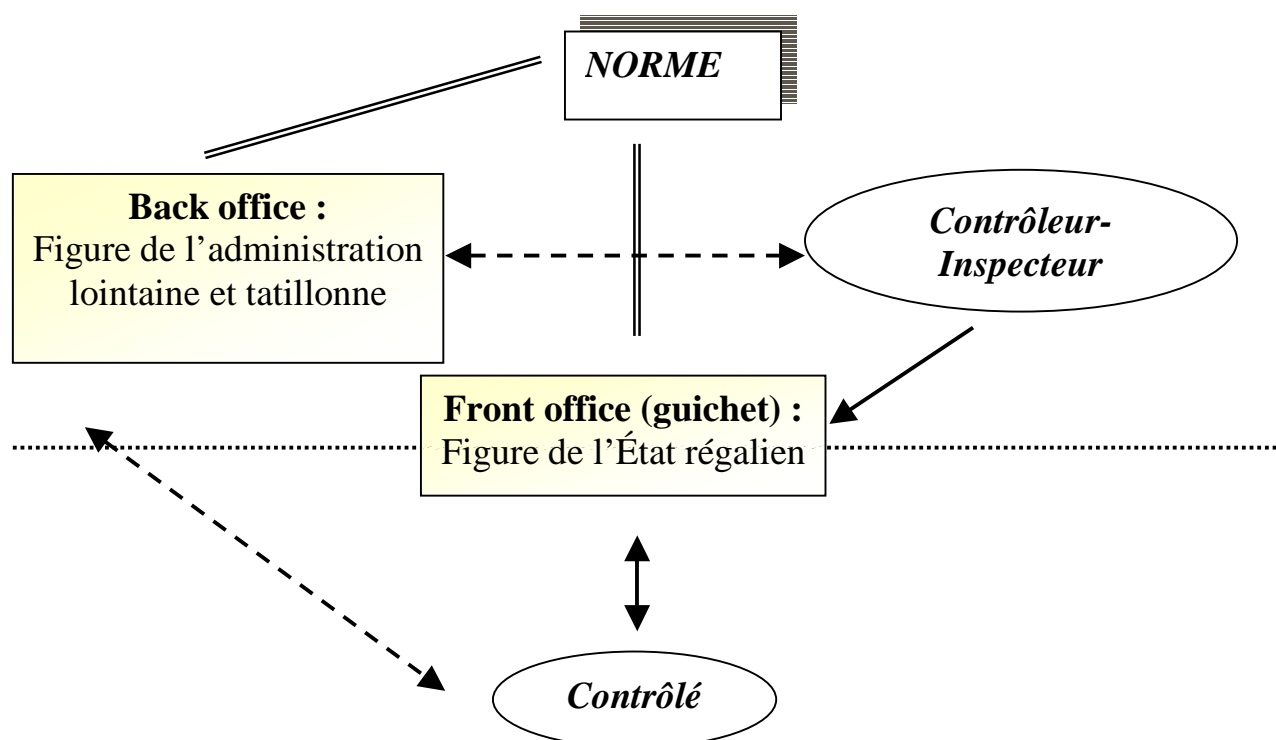 NORME
Back office :
Figure de l’administration
lointaine et tatillonne
Contrôleur-
Inspecteur
Front office (guichet) :
Figure de l’État régalien
Contrôlé